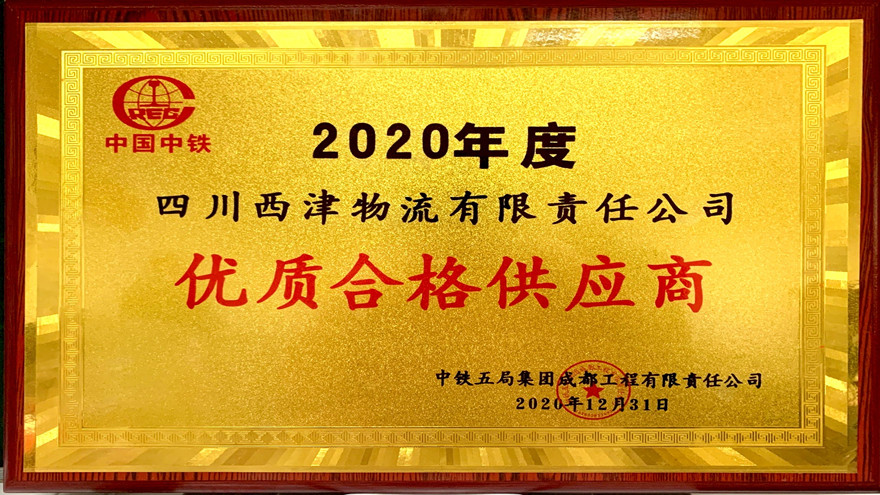 CREG
中国中铁
2020年度
四川西津物流有限责任公司
优质合格供应商
中铁五局集团成都工程有限责任公司
2020年12月31日